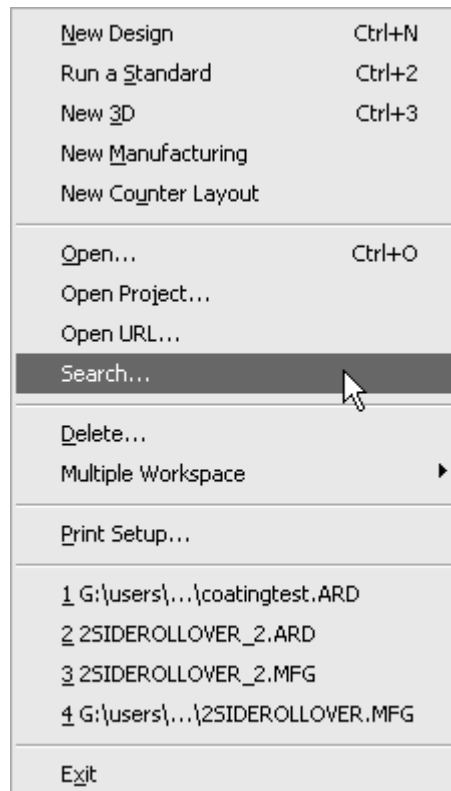 New Design Ctrl+N
Run a Standard Ctrl+2
New 3D Ctrl+3
New Manufacturing
New Counter Layout
Open... Ctrl+O
Open Project...
Open URL...
Search...
Delete...
Multiple Workspace
Print Setup...
1 G:\users\...\coatingtest.ARD
2 2SIDEROLLOVER_2.ARD
3 2SIDEROLLOVER_2.MFG
4 G:\users\...\2SIDEROLLOVER.MFG
Exit